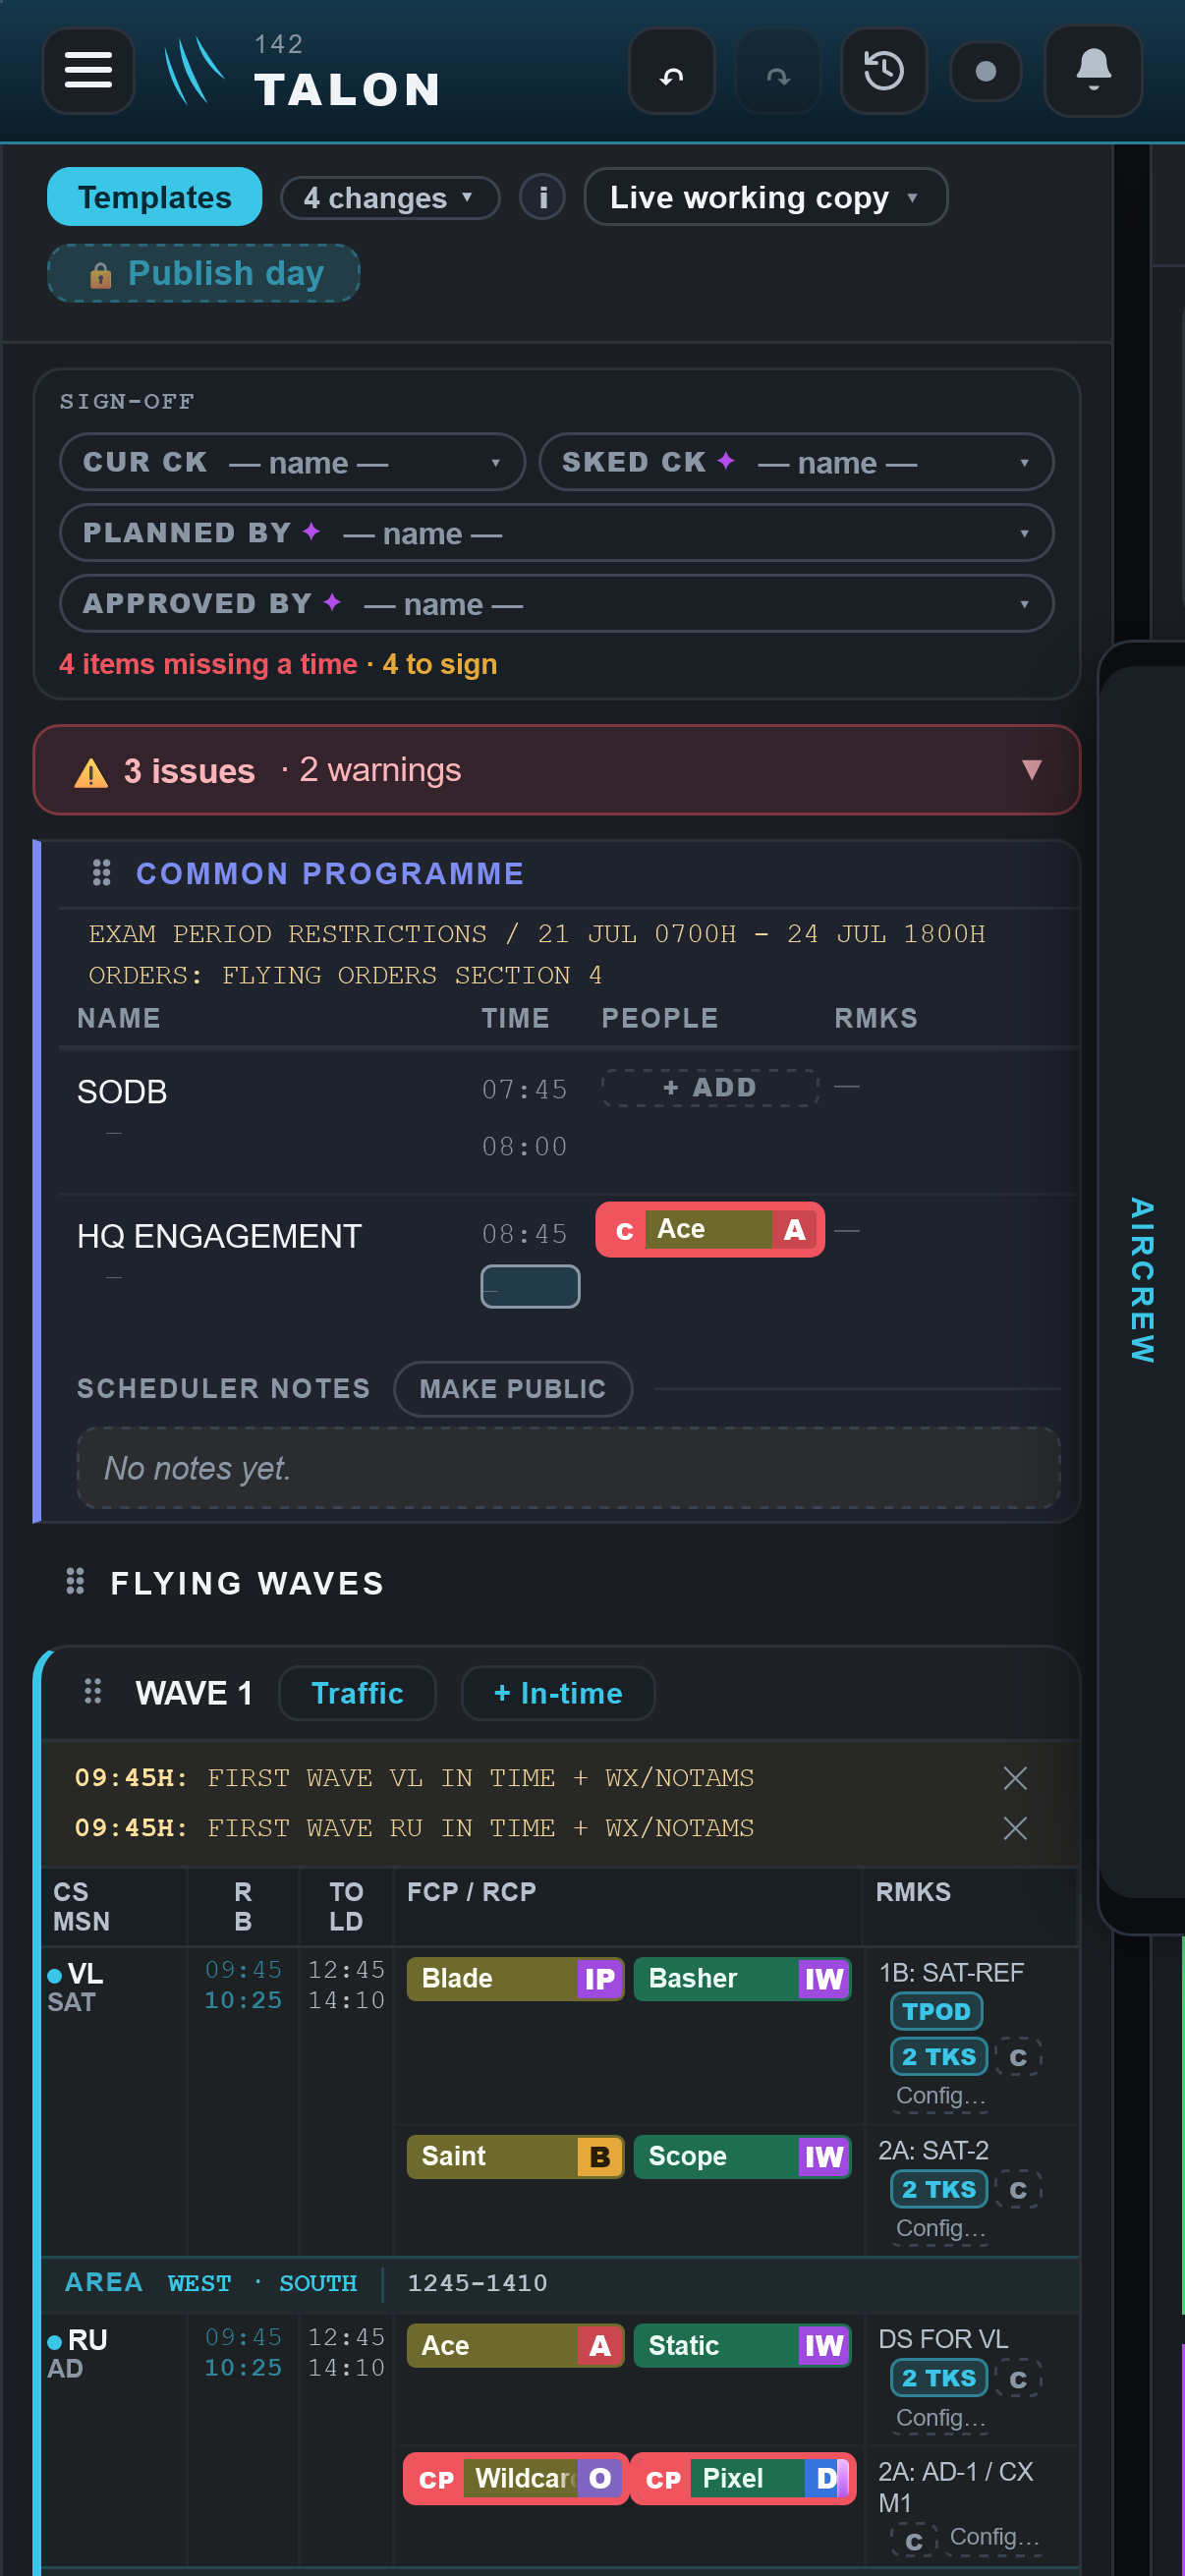 142
TALON
Templates 4 changes ▾ i Live working copy ▾
Publish day
SIGN-OFF
CUR CK — name — ▾ SKED CK ✦ — name — ▾
PLANNED BY ✦ — name — ▾
APPROVED BY ✦ — name — ▾
4 items missing a time · 4 to sign
3 issues · 2 warnings ▼
COMMON PROGRAMME
EXAM PERIOD RESTRICTIONS / 21 JUL 0700H - 24 JUL 1800H
ORDERS: FLYING ORDERS SECTION 4
NAME TIME PEOPLE RMKS
SODB 07:45 + ADD —
— 08:00
HQ ENGAGEMENT 08:45 C Ace A —
— —
SCHEDULER NOTES MAKE PUBLIC
No notes yet.
AIRCREW
FLYING WAVES
WAVE 1 Traffic + In-time
09:45H: FIRST WAVE VL IN TIME + WX/NOTAMS
09:45H: FIRST WAVE RU IN TIME + WX/NOTAMS
CS R TO FCP / RCP RMKS
MSN B LD
VL 09:45 12:45 Blade IP Basher IW 1B: SAT-REF
SAT 10:25 14:10 TPOD
2 TKS C
Config...
Saint B Scope IW 2A: SAT-2
2 TKS C
Config...
AREA WEST · SOUTH 1245-1410
RU 09:45 12:45 Ace A Static IW DS FOR VL
AD 10:25 14:10 2 TKS C
Config...
CP Wildcar O CP Pixel D 2A: AD-1 / CX
M1
C Config...